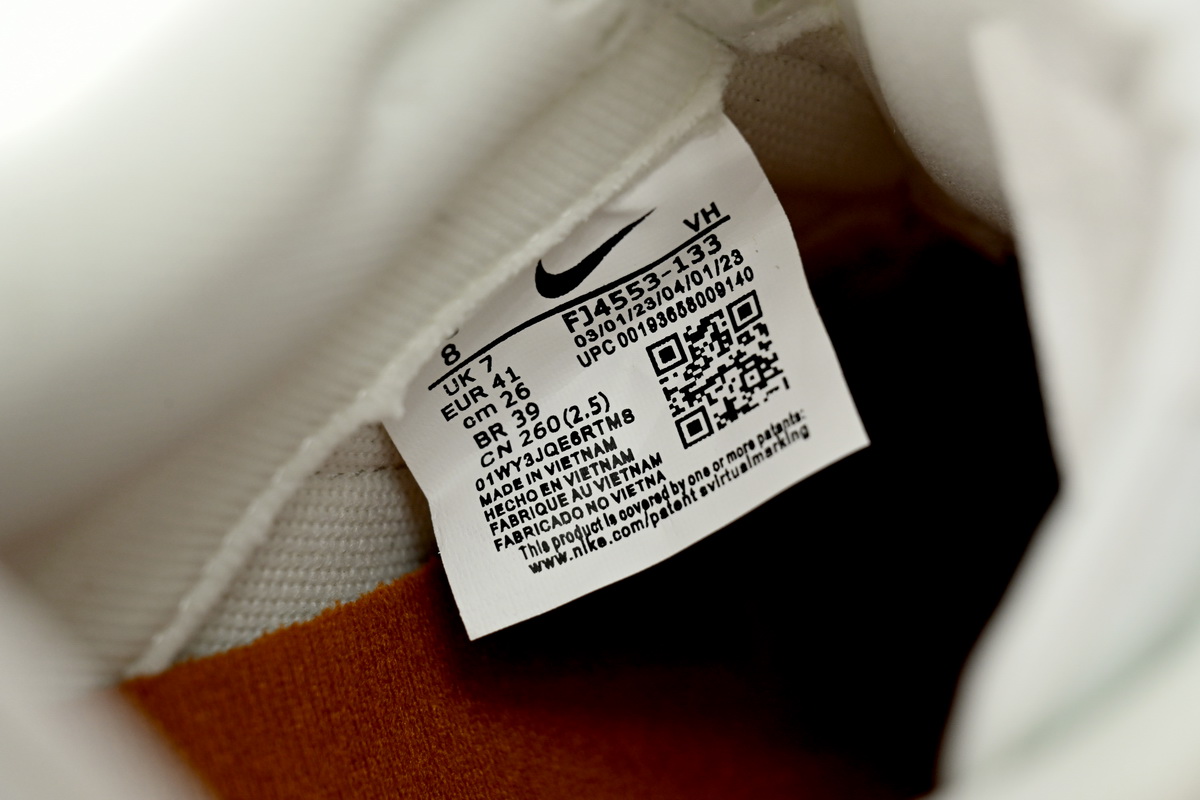 VH
8
FJ4553-133
03/01/23/04/01/23
UPC 00193658009140
UK 7
EUR 41
cm 26
BR 39
CN 260(2.5)
01WY3JQE6RTM8
MADE IN VIETNAM
HECHO EN VIETNAM
FABRIQUE AU VIETNAM
FABRICADO NO VIETNA
This product is covered by one or more patents:
www.nike.com/patentsvirtualmarking